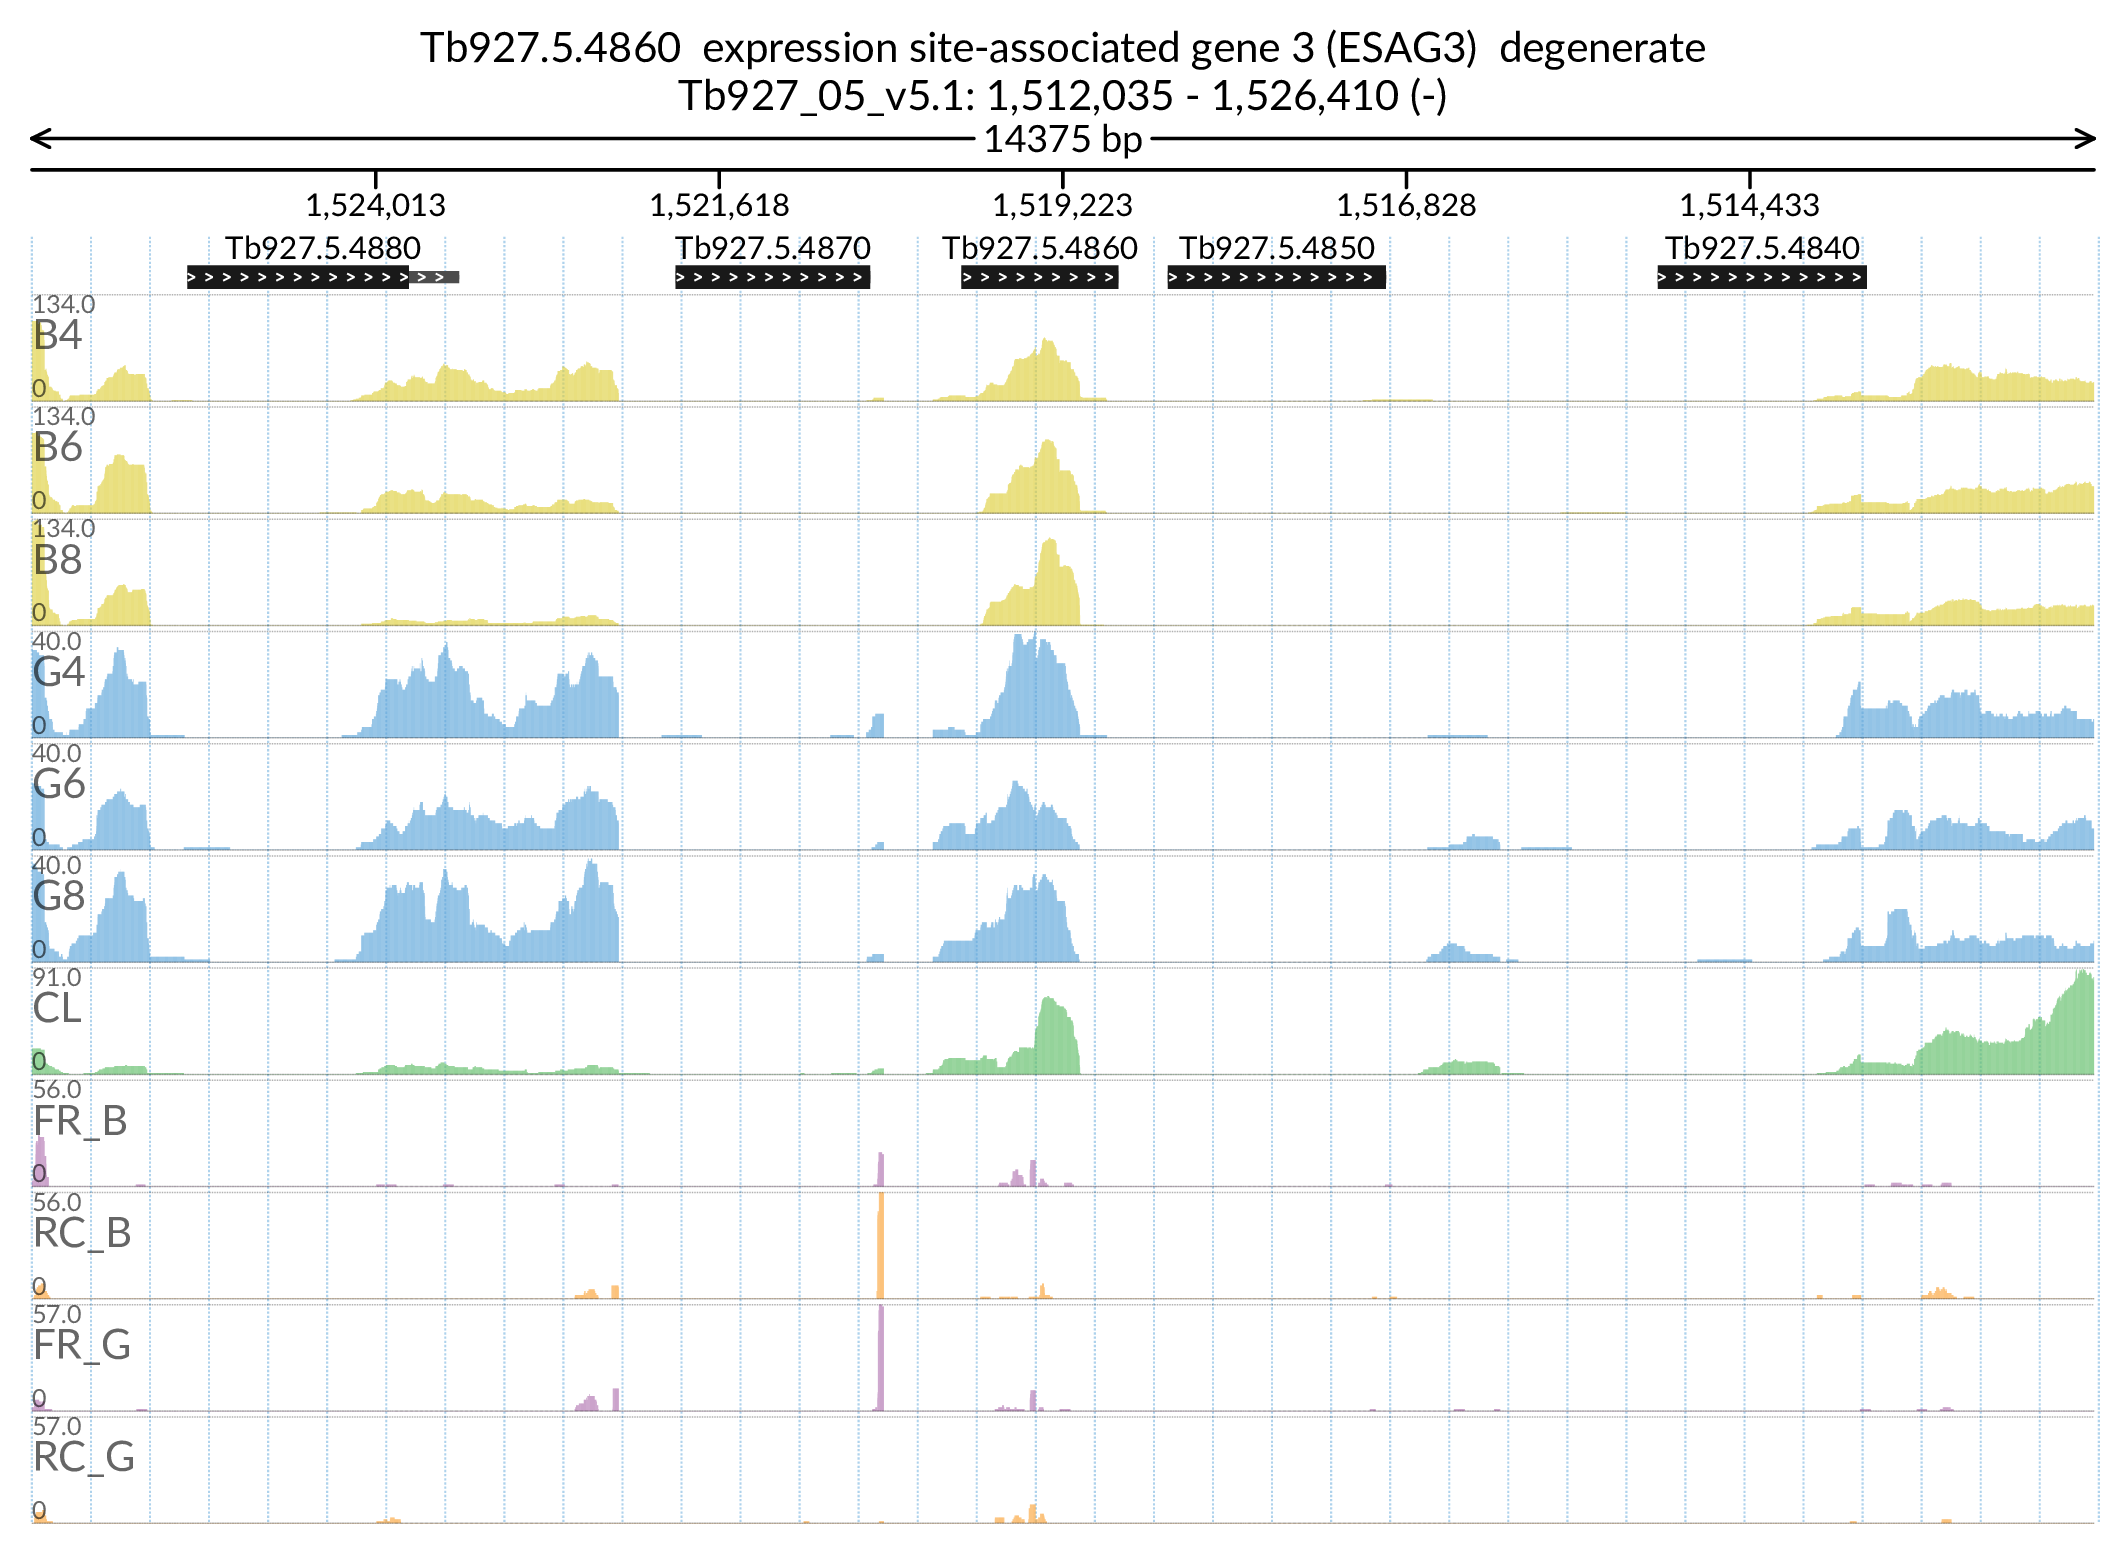 Tb927.5.4860 expression site-associated gene 3 (ESAG3) degenerate
Tb927_05_v5.1: 1,512,035 - 1,526,410 (-)
14375 bp
1,524,013 1,521,618 1,519,223 1,516,828 1,514,433
Tb927.5.4880 Tb927.5.4870 Tb927.5.4860 Tb927.5.4850 Tb927.5.4840
134.0
B4
0
134.0
B6
0
134.0
B8
0
40.0
G4
0
40.0
G6
0
40.0
G8
0
91.0
CL
0
56.0
FR_B
0
56.0
RC_B
0
57.0
FR_G
0
57.0
RC_G
0